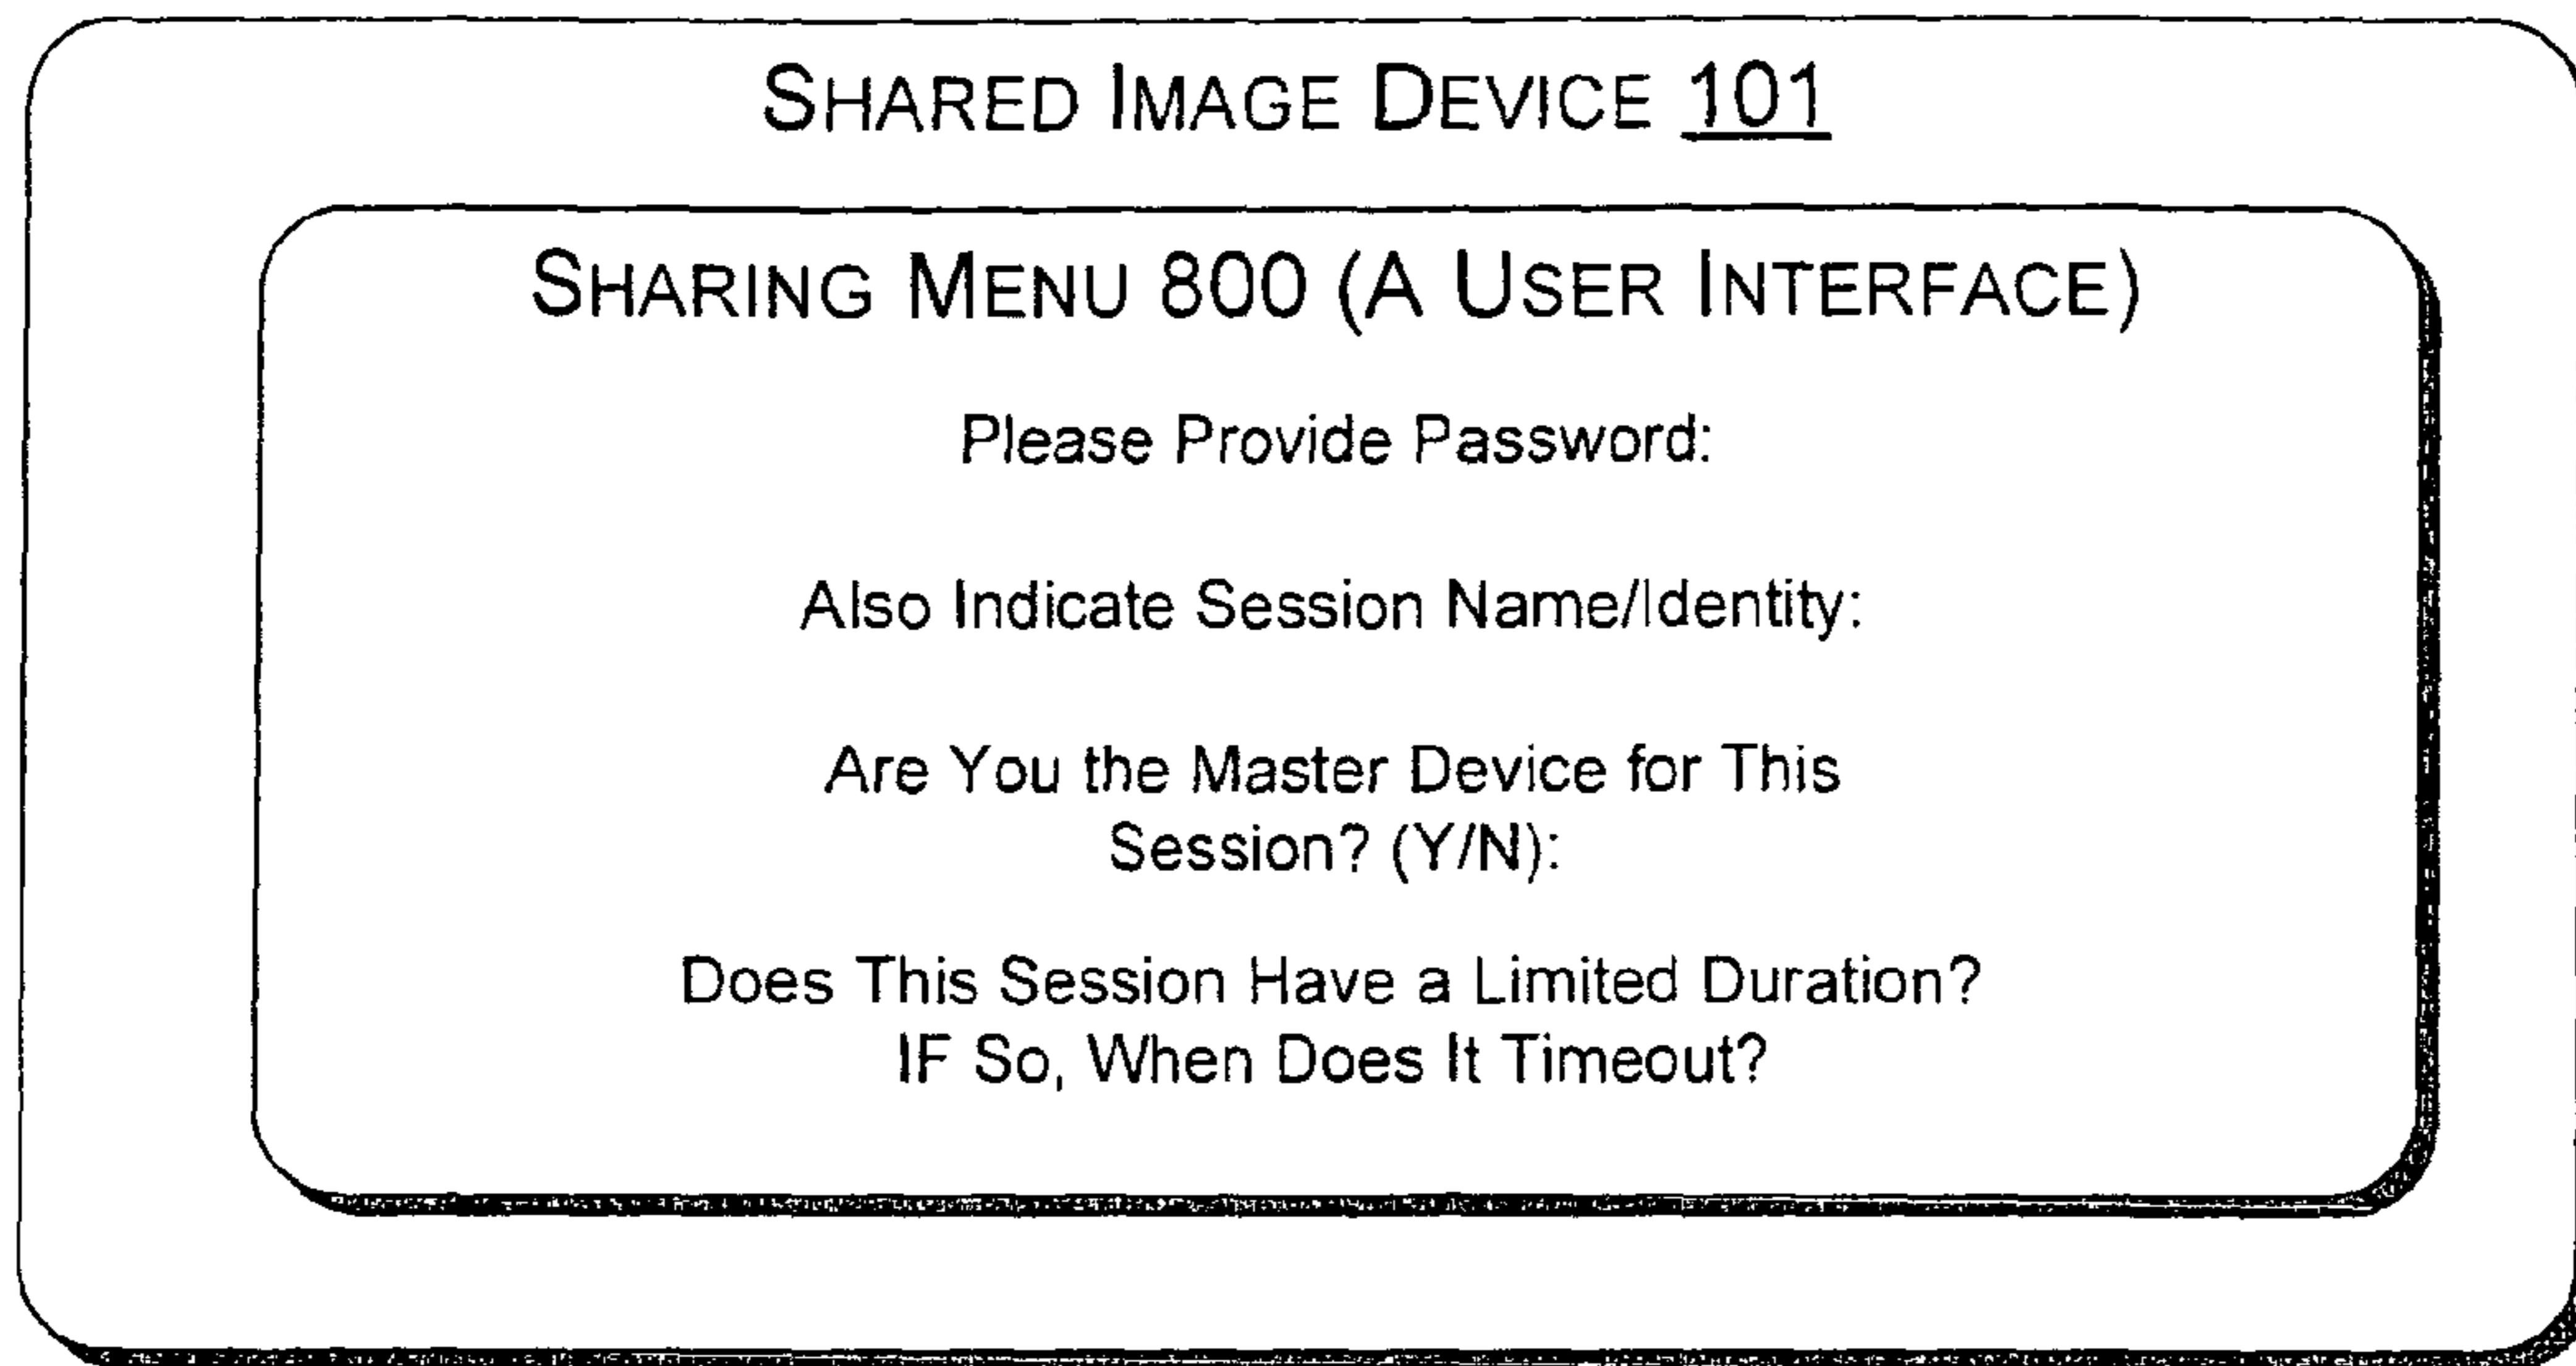 SHARED IMAGE DEVICE 101
SHARING MENU 800 (A USER INTERFACE)
Please Provide Password:
Also Indicate Session Name/Identity:
Are You the Master Device for This
Session? (Y/N):
Does This Session Have a Limited Duration?
IF So, When Does It Timeout?